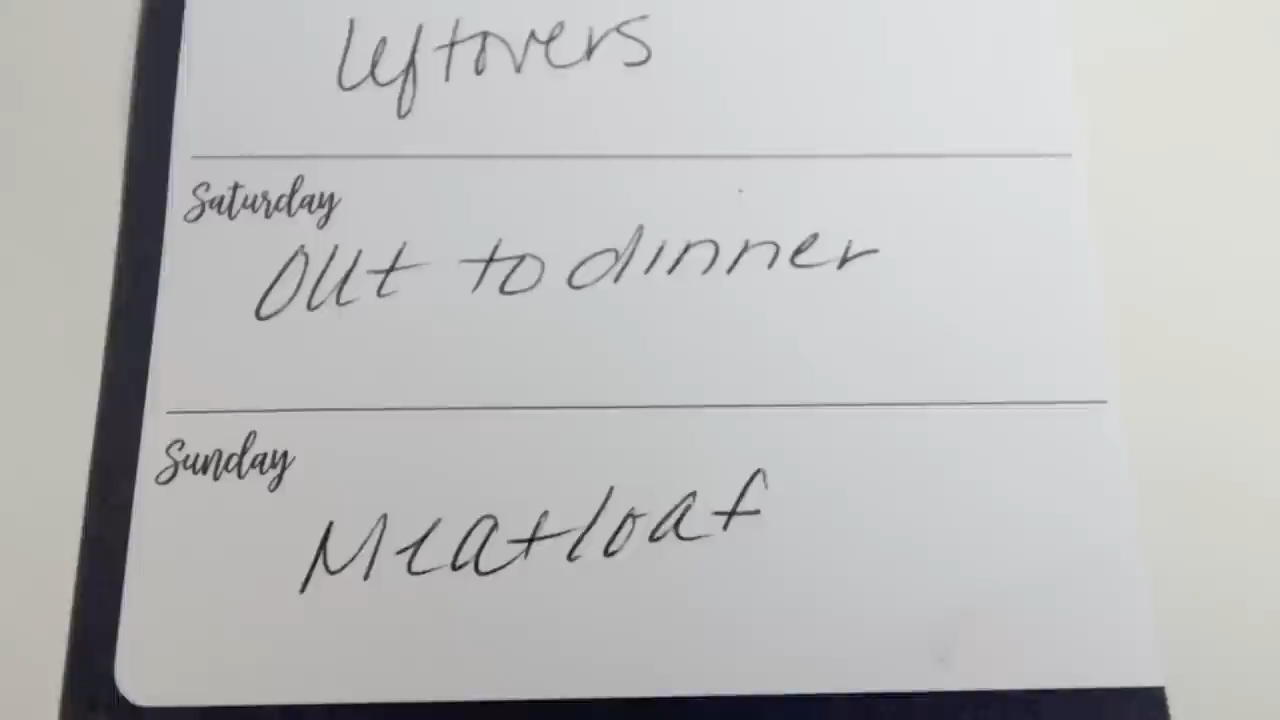 leftovers
Saturday
Out to dinner
Sunday
Meatloaf